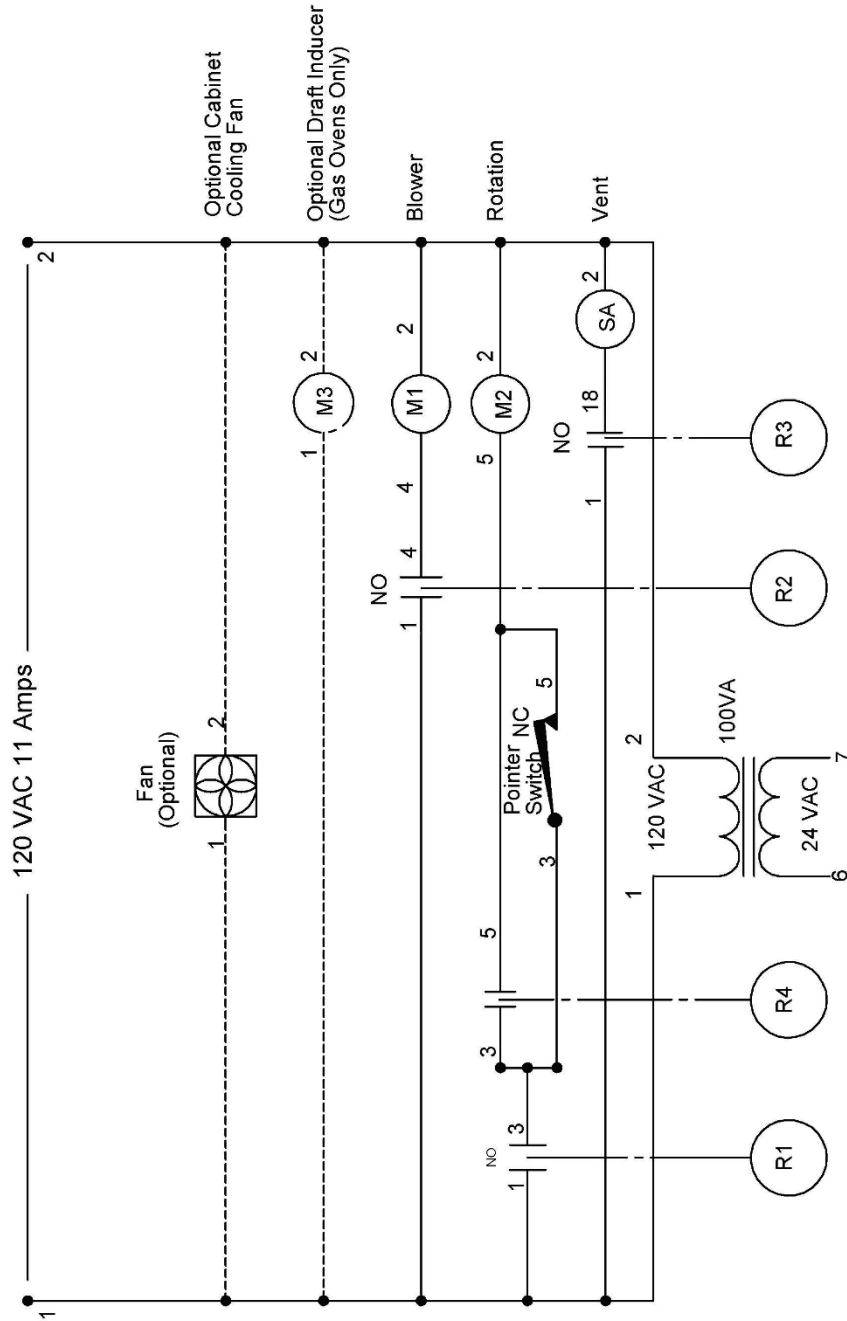 120 VAC 11 Amps
1
2
Fan
(Optional)
1
2
Optional Cabinet
Cooling Fan
1
M3
2
Optional Draft Inducer
(Gas Ovens Only)
NO
1
4
4
M1
2
Blower
3
5
5
M2
2
Rotation
NO
1
3
3
Pointer
Switch
NC
5
NO
1
18
SA
2
Vent
1
120 VAC
2
100VA
24 VAC
6
7
R1
R4
R2
R3